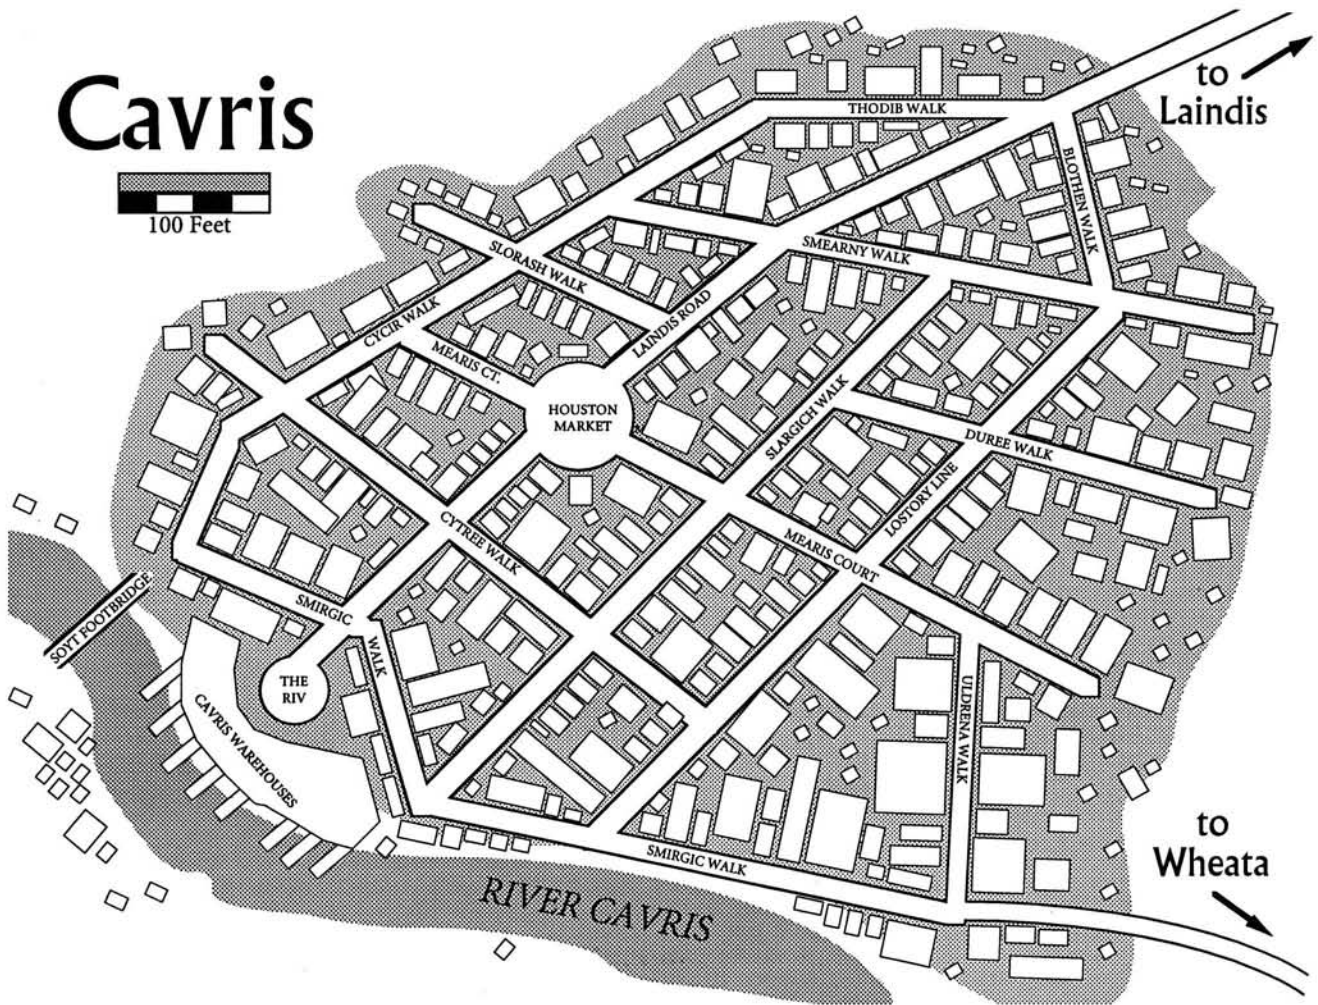 Cavris
100 Feet
to
Laindis
THODIB WALK
BLOTHEN WALK
SLORASH WALK
SMEARNY WALK
CYCIR WALK
LAINDIS ROAD
MEARIS CT.
HOUSTON
MARKET
SLARGICH WALK
DUREE WALK
LOSTORY LINE
CYTREE WALK
MEARIS COURT
SOYT FOOTBRIDGE
SMIRGIC
WALK
THE
RIV
CAVRIS WAREHOUSES
ULDRENA WALK
SMIRGIC WALK
to
Wheata
RIVER CAVRIS